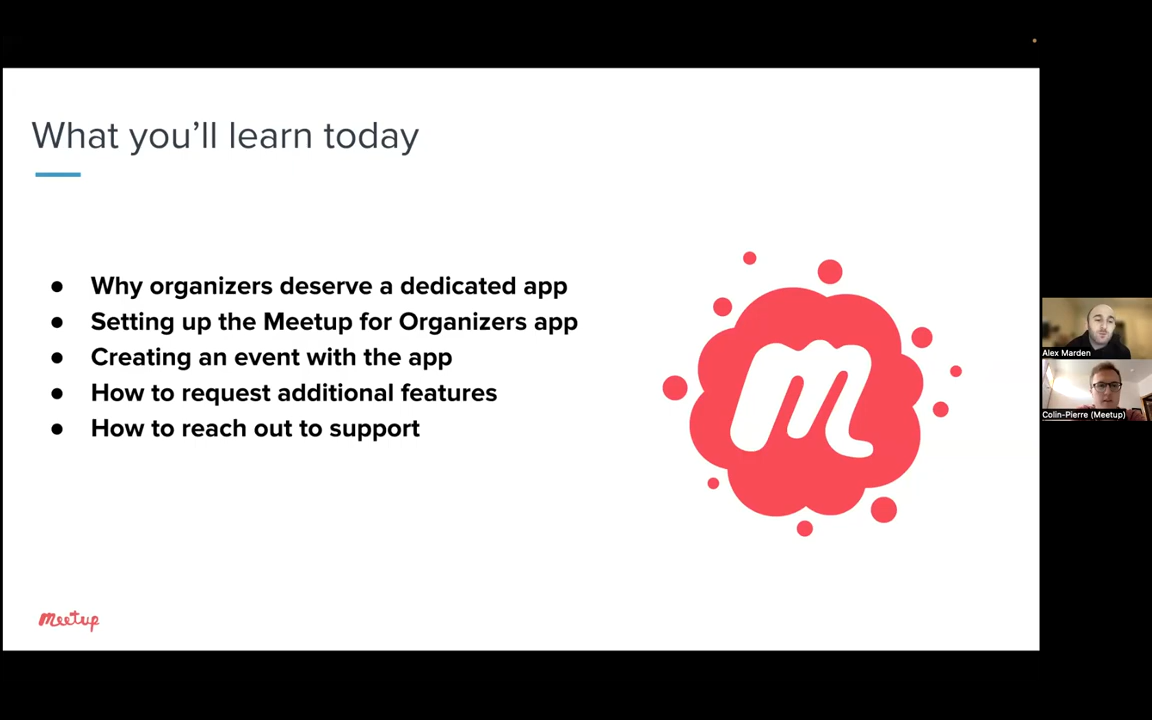 What you’ll learn today
● Why organizers deserve a dedicated app
● Setting up the Meetup for Organizers app
● Creating an event with the app
● How to request additional features
● How to reach out to support
m
meetup
Alex Marden
Colin-Pierre (Meetup)